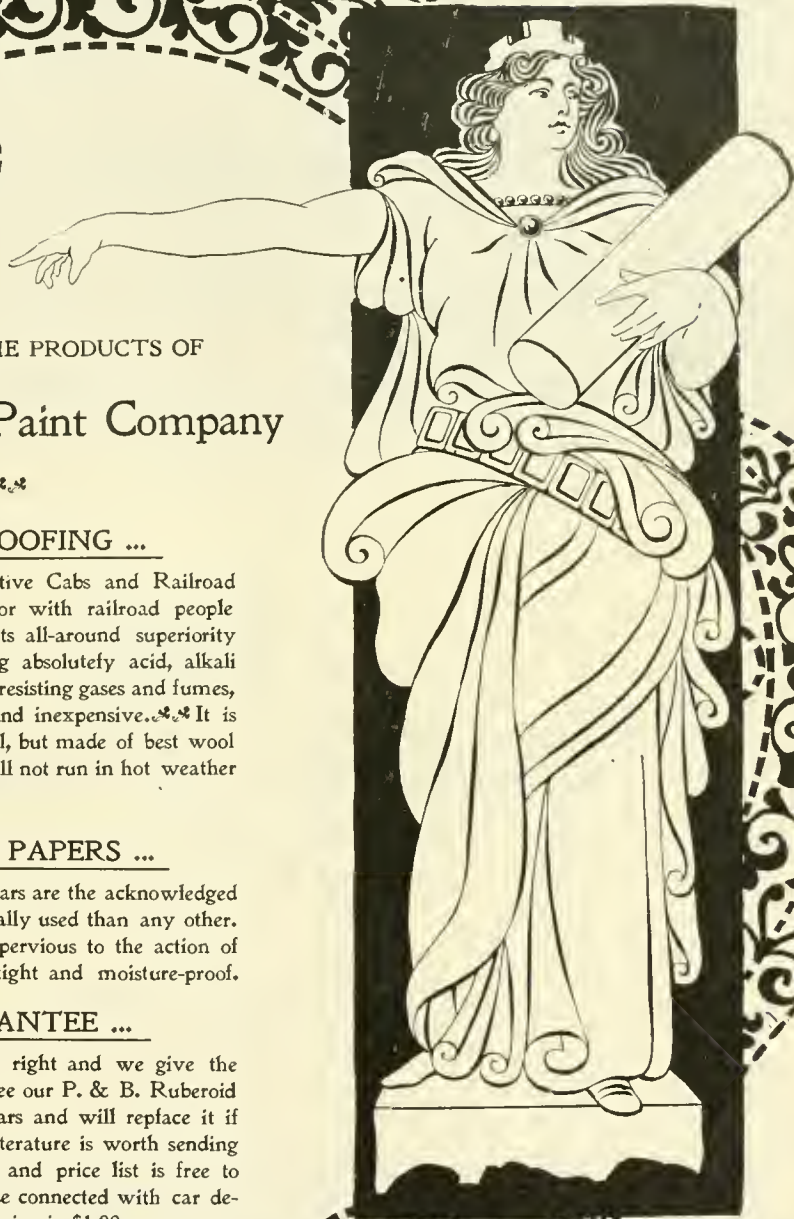 HE PRODUCTS OF
Paint Company
OOFING ...
tive Cabs and Railroad
or with railroad people
ts all-around superiority
g absolutely acid, alkali
resisting gases and fumes,
nd inexpensive. It is
l, but made of best wool
ll not run in hot weather
PAPERS ...
ars are the acknowledged
ally used than any other.
pervious to the action of
ight and moisture-proof.
ANTEE ...
right and we give the
ee our P. & B. Ruberoid
ars and will replace it if
terature is worth sending
and price list is free to
e connected with car de-